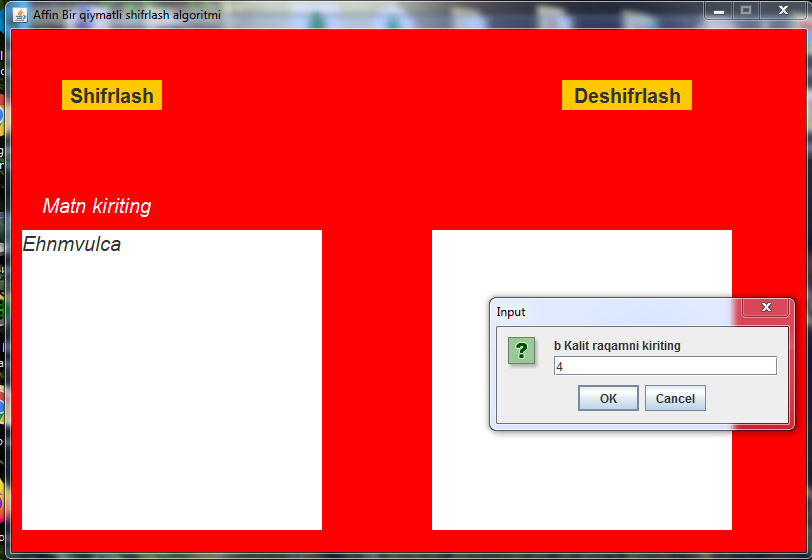 Affin Bir qiymatli shifrlash algoritmi
Shifrlash
Deshifrlash
Matn kiriting
Ehnmvulca
Input
?
b Kalit raqamni kiriting
4
OK
Cancel